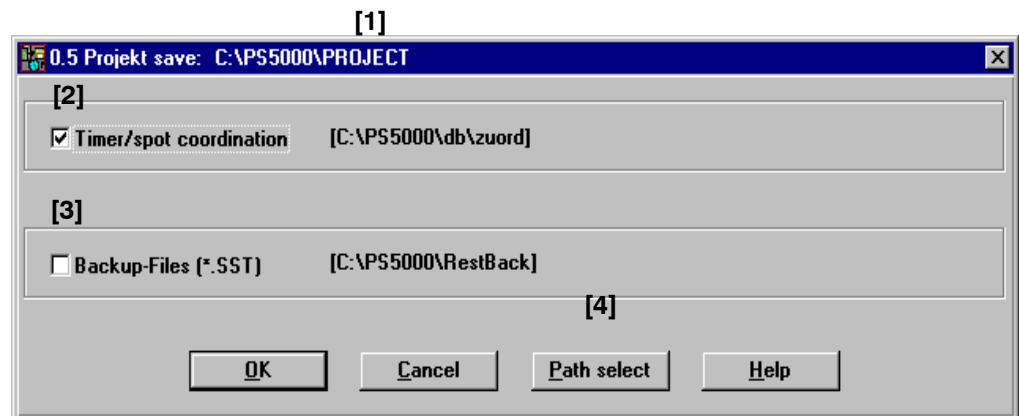 [1]
0.5 Projekt save: C:\PS5000\PROJECT
[2]
Timer/spot coordination [C:\PS5000\db\zuord]
[3]
Backup-Files (*.SST) [C:\PS5000\RestBack]
[4]
OK Cancel Path select Help